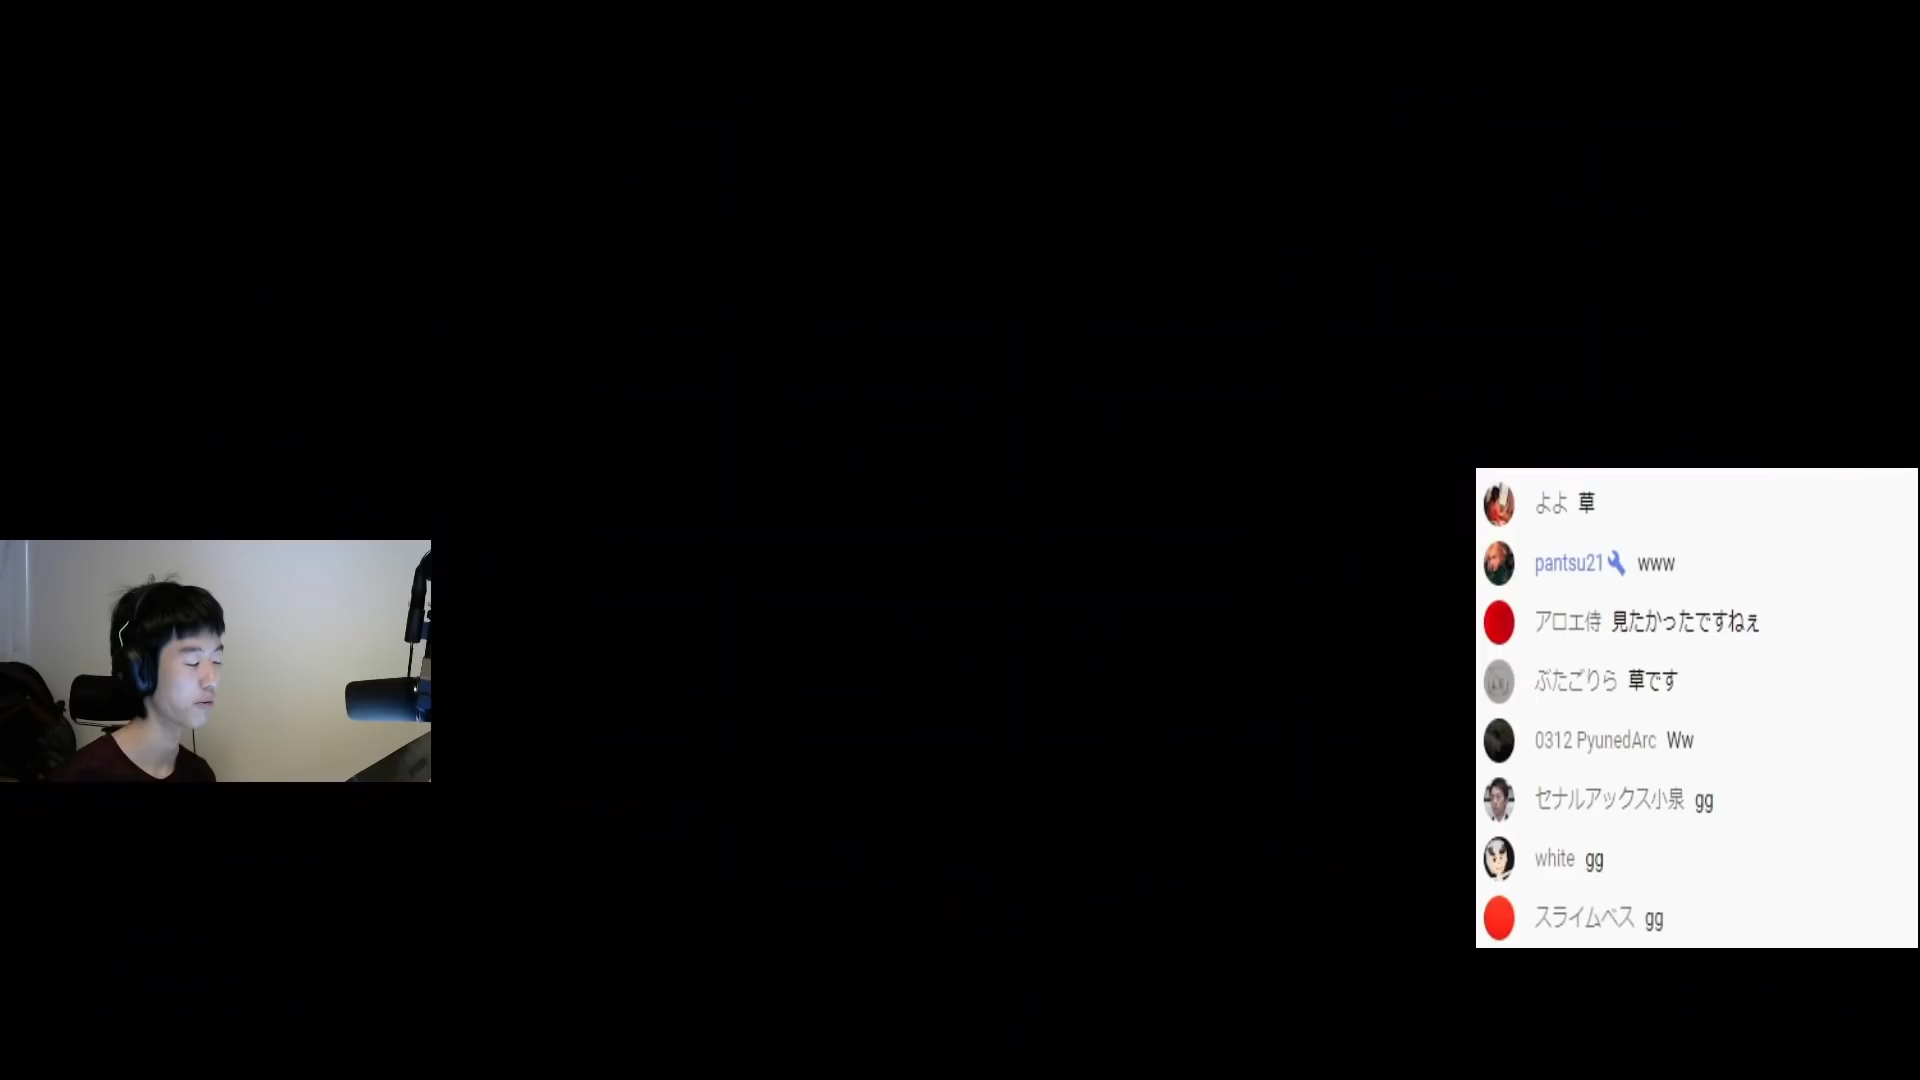 よよ 草
pantsu21 www
アロエ侍 見たかったですねぇ
ぶたごりら 草です
0312 PyunedArc Ww
セナルアックス小泉 gg
white gg
スライムベス gg